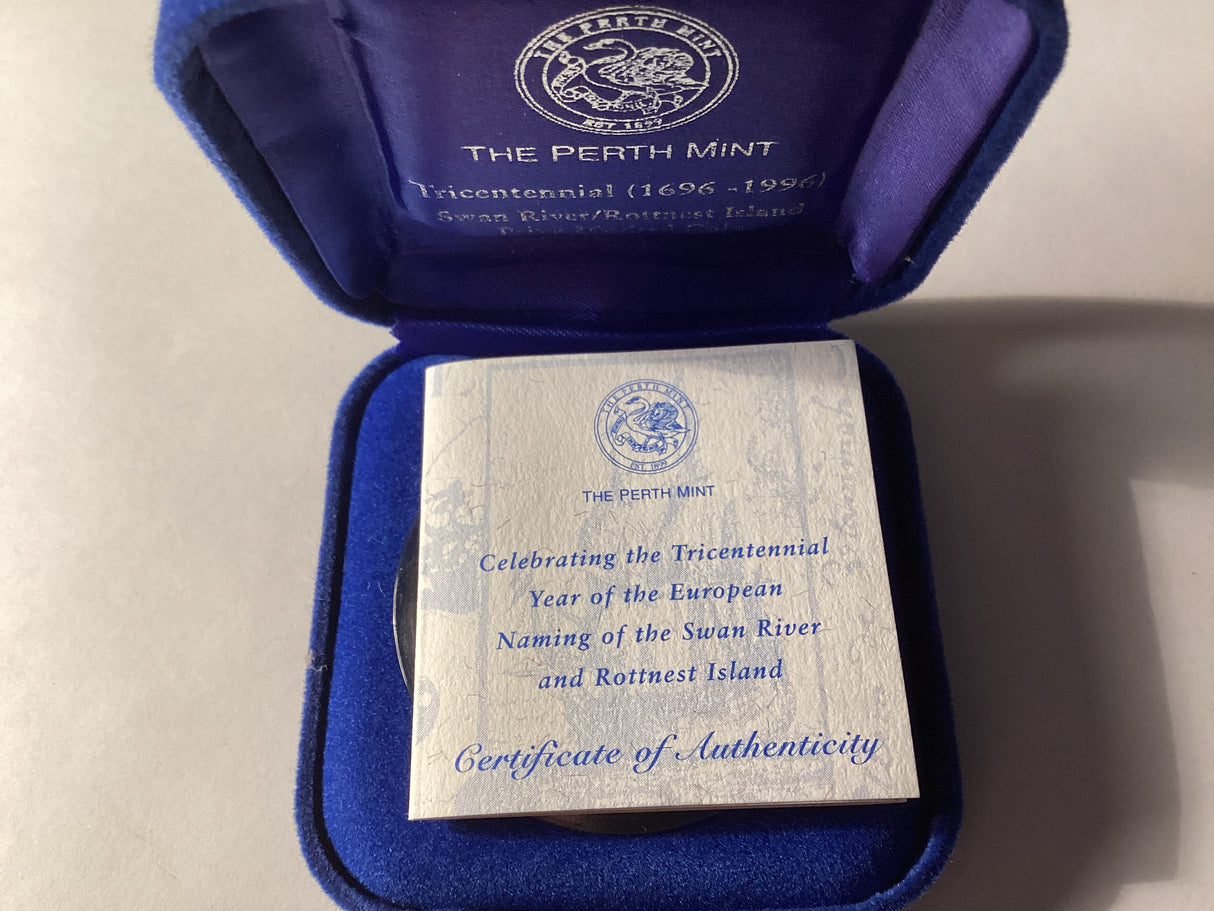 THE PERTH MINT
EST. 1899
THE PERTH MINT
Tricentennial (1696 - 1996)
Swan River/Rottnest Island
THE PERTH MINT
EST. 1899
THE PERTH MINT
Celebrating the Tricentennial
Year of the European
Naming of the Swan River
and Rottnest Island
Certificate of Authenticity